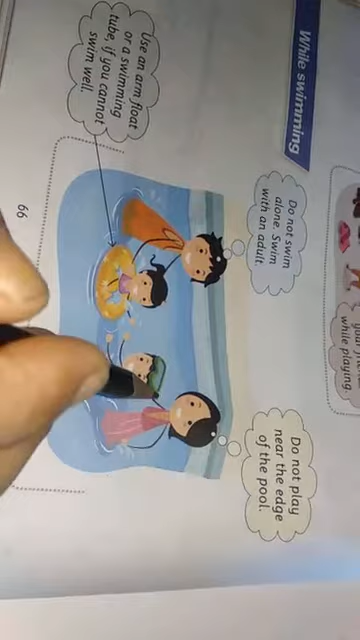 While swimming
Do not swim
alone. Swim
with an adult.
Use an arm float
or a swimming
tube, if you cannot
swim well.
Do not play
near the edge
of the pool.
while playing.
66